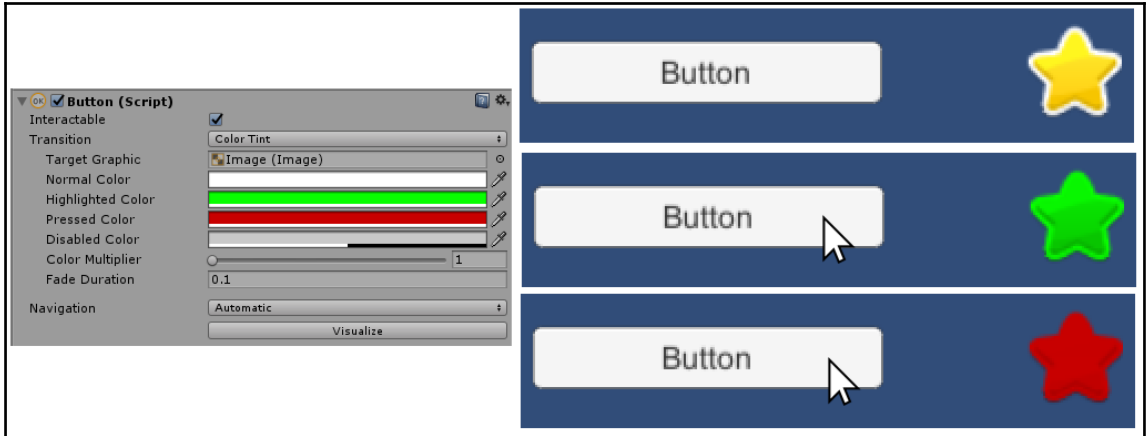 OK Button (Script)
Interactable
Transition Color Tint
Target Graphic Image (Image)
Normal Color
Highlighted Color
Pressed Color
Disabled Color
Color Multiplier 1
Fade Duration 0.1
Navigation Automatic
Visualize
Button
Button
Button